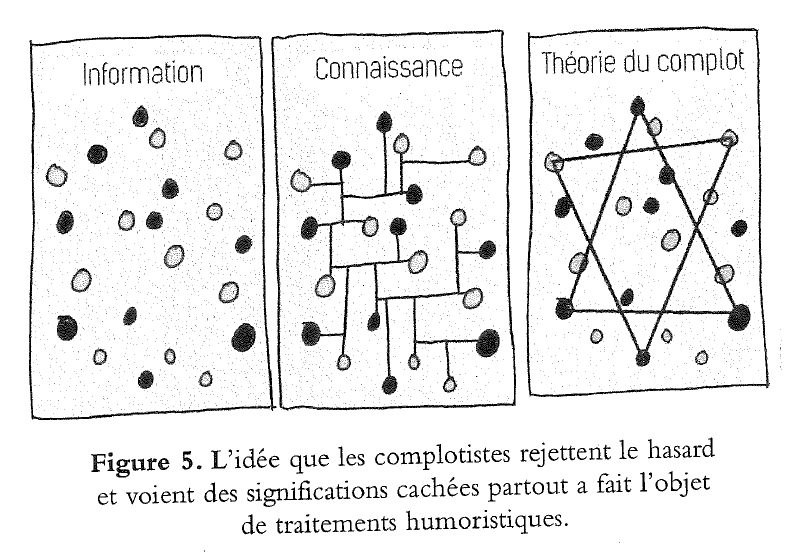 Information
Connaissance
Théorie du complot
Figure 5. L'idée que les complotistes rejettent le hasard
et voient des significations cachées partout a fait l'objet
de traitements humoristiques.